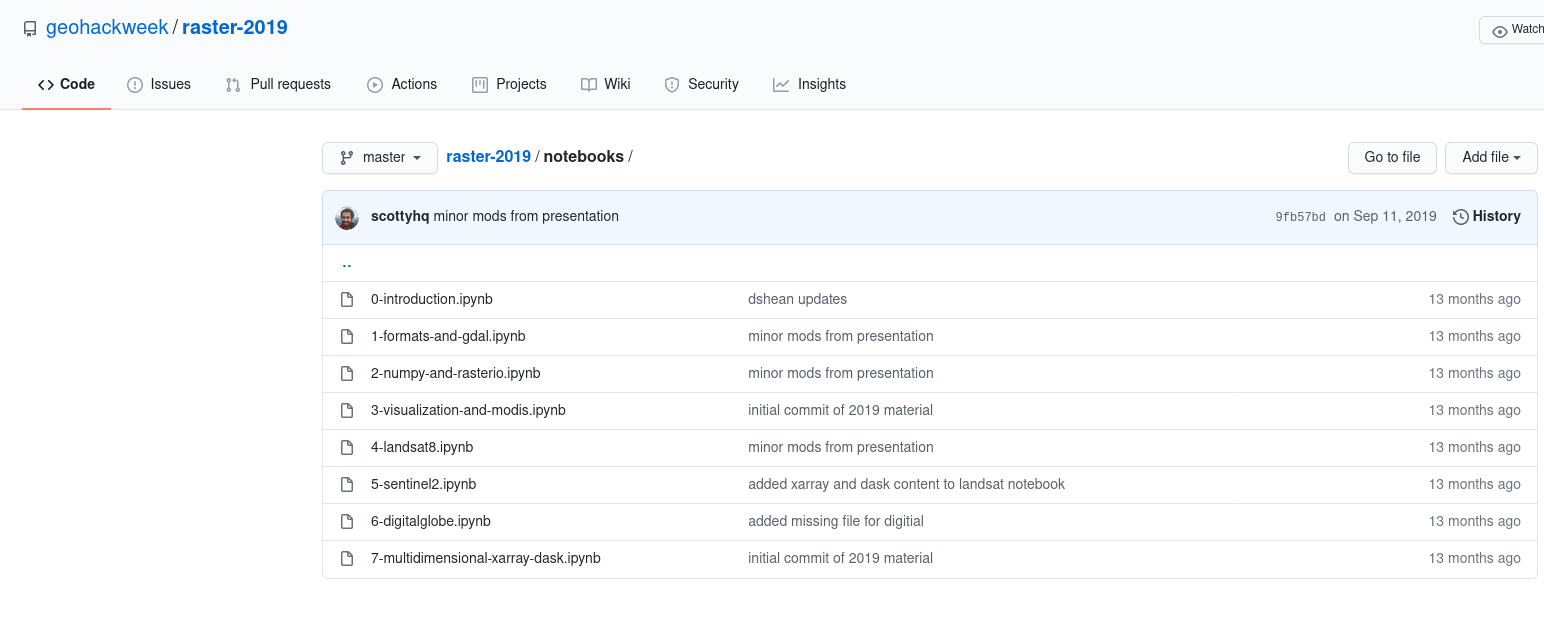 geohackweek / raster-2019
Watch
Code Issues Pull requests Actions Projects Wiki Security Insights
master raster-2019 / notebooks / Go to file Add file
scottyhq minor mods from presentation 9fb57bd on Sep 11, 2019 History
..
0-introduction.ipynb dshean updates 13 months ago
1-formats-and-gdal.ipynb minor mods from presentation 13 months ago
2-numpy-and-rasterio.ipynb minor mods from presentation 13 months ago
3-visualization-and-modis.ipynb initial commit of 2019 material 13 months ago
4-landsat8.ipynb minor mods from presentation 13 months ago
5-sentinel2.ipynb added xarray and dask content to landsat notebook 13 months ago
6-digitalglobe.ipynb added missing file for digitial 13 months ago
7-multidimensional-xarray-dask.ipynb initial commit of 2019 material 13 months ago